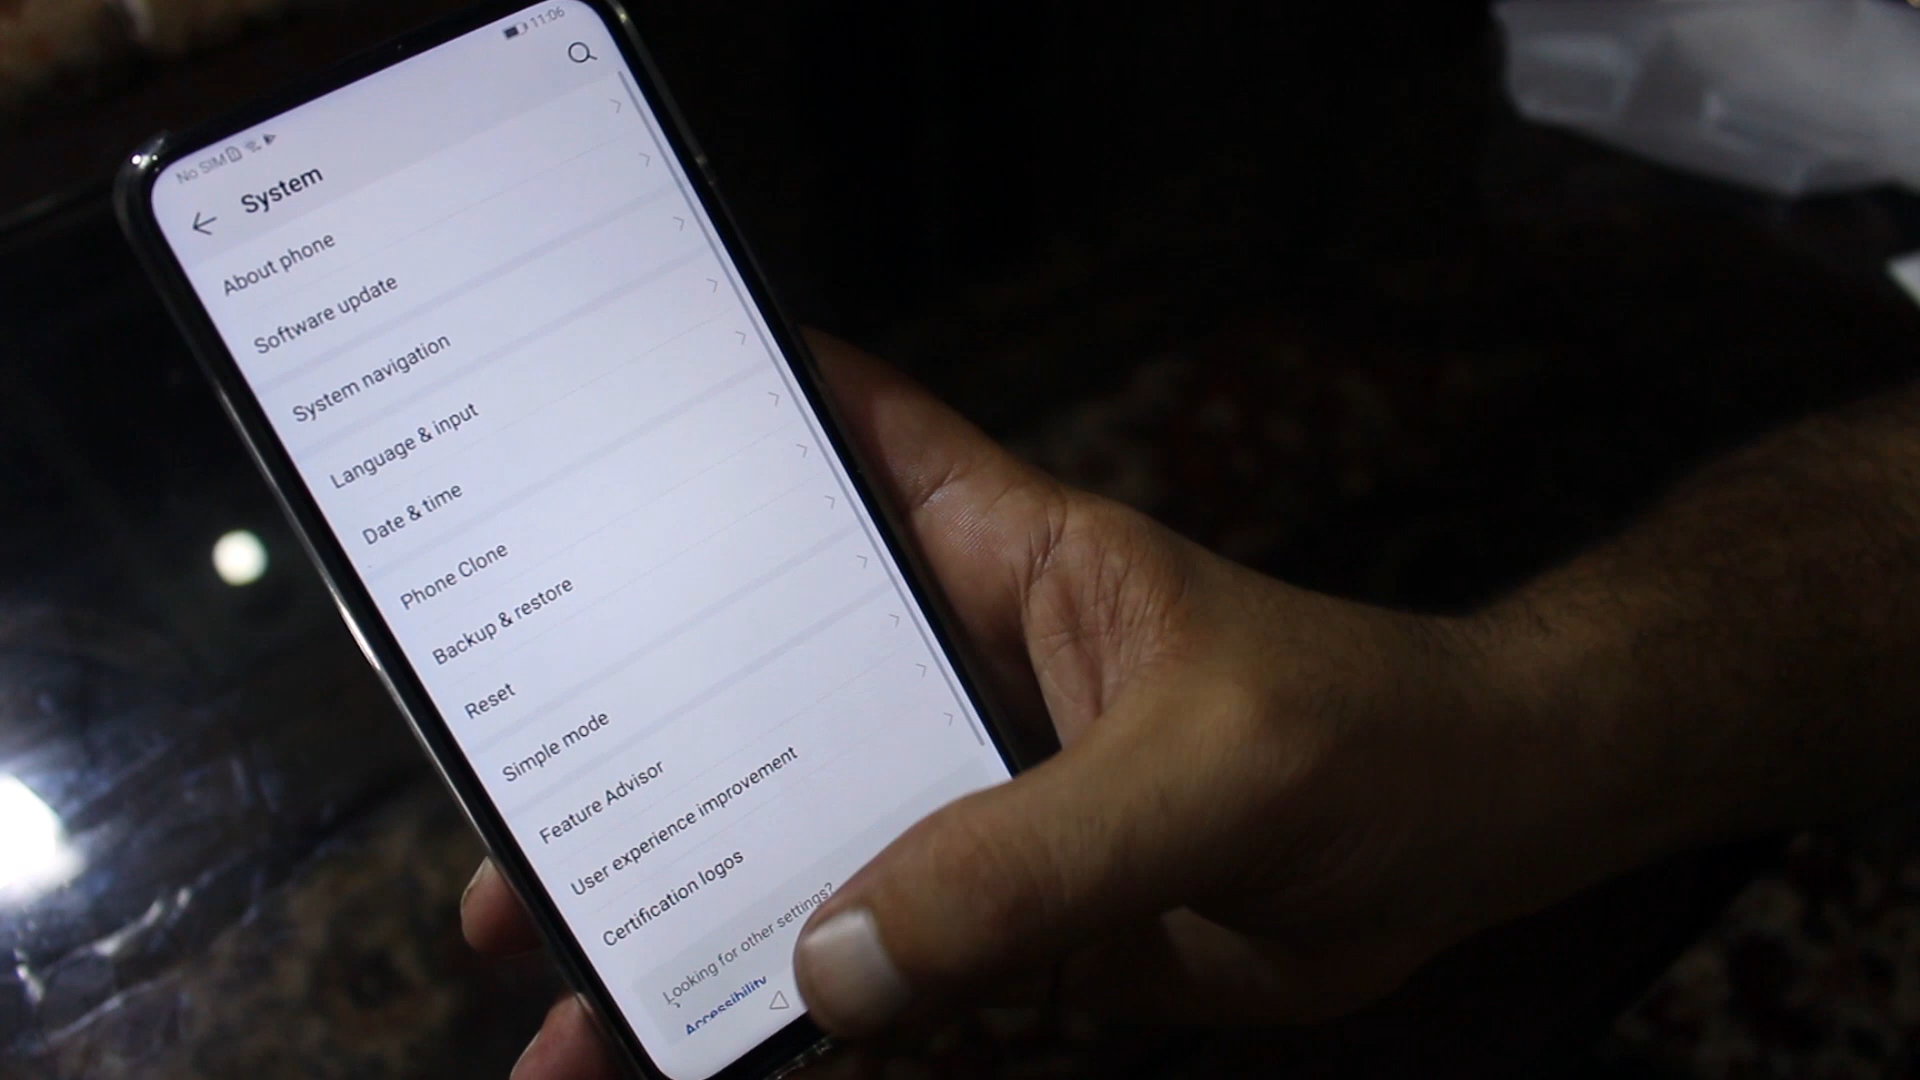 No SIM
11:06
System
About phone
Software update
System navigation
Language & input
Date & time
Phone Clone
Backup & restore
Reset
Simple mode
Feature Advisor
User experience improvement
Certification logos
Looking for other settings?
Accessibility